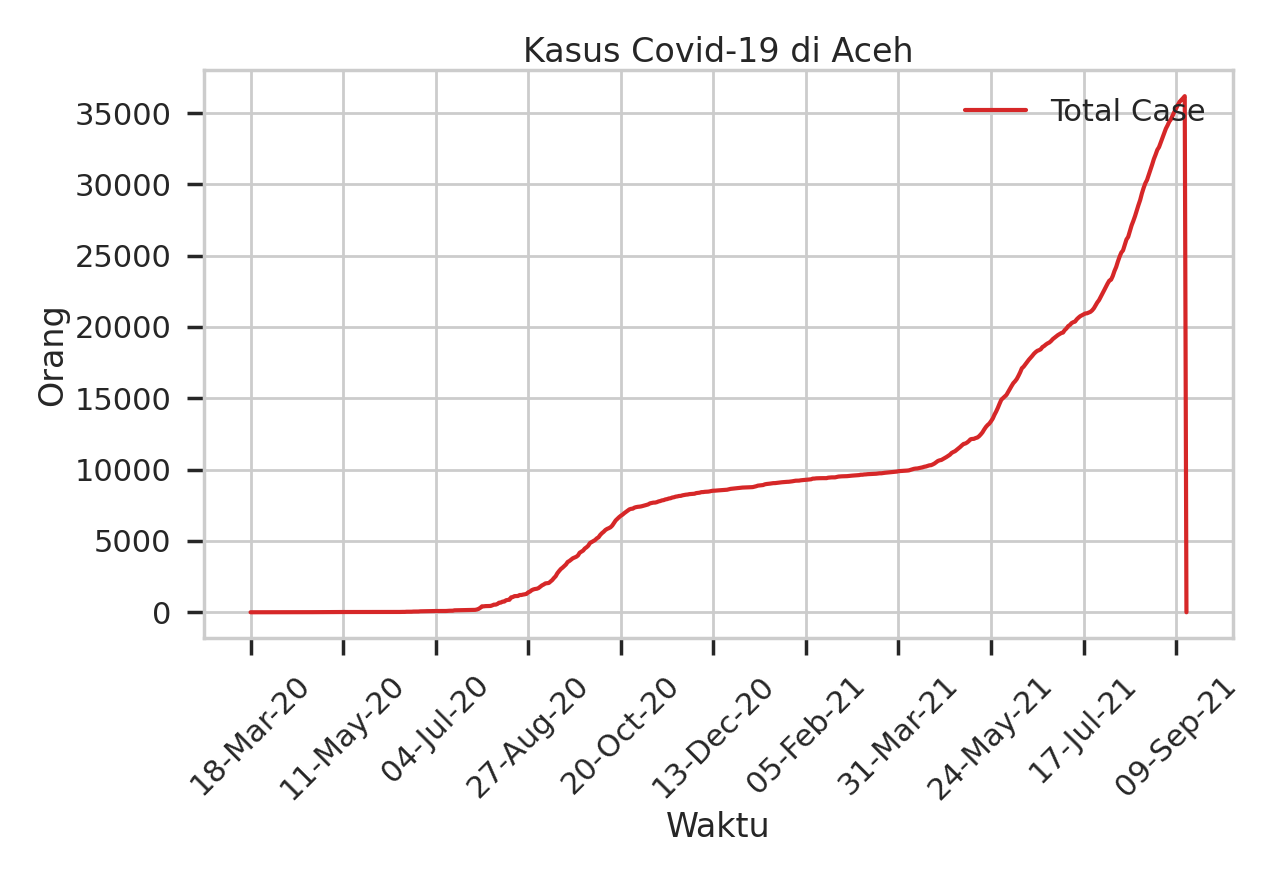 Kasus Covid-19 di Aceh
Total Case
35000
30000
25000
20000
15000
10000
5000
0
Orang
18-Mar-20
11-May-20
04-Jul-20
27-Aug-20
20-Oct-20
13-Dec-20
05-Feb-21
31-Mar-21
24-May-21
17-Jul-21
09-Sep-21
Waktu